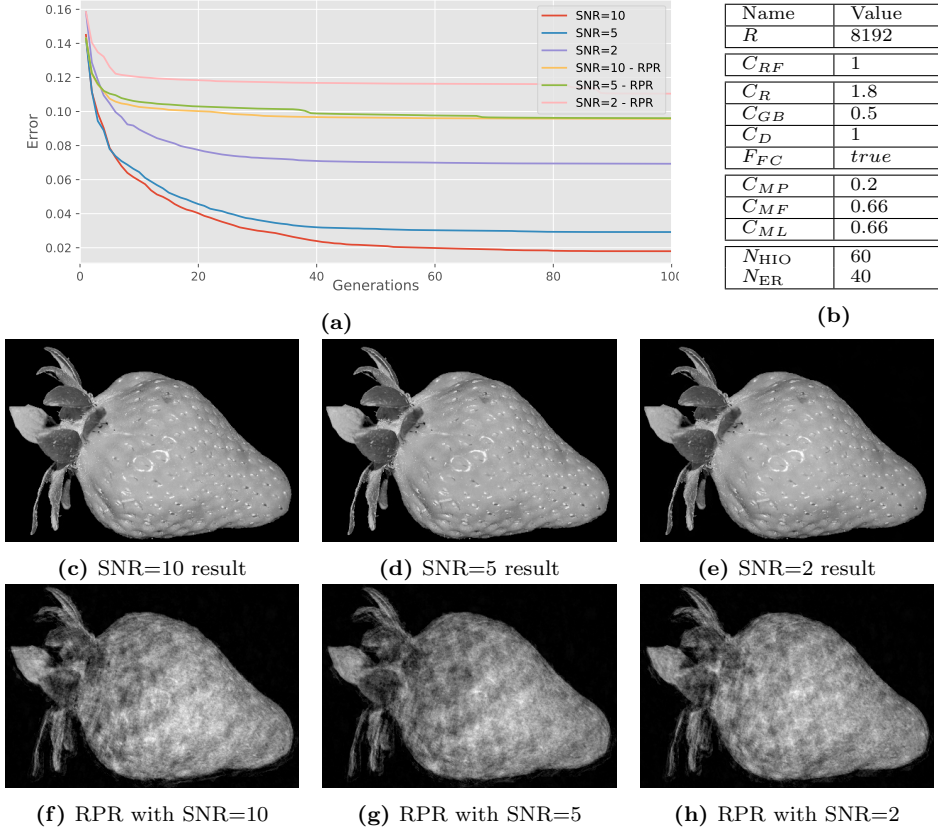 0.16
0.14
0.12
0.10
0.08
0.06
0.04
0.02
Error
0
20
40
60
80
100
Generations
SNR=10
SNR=5
SNR=2
SNR=10 - RPR
SNR=5 - RPR
SNR=2 - RPR
(a)
Name Value
R 8192
C_RF 1
C_R 1.8
C_GB 0.5
C_D 1
F_FC true
C_MP 0.2
C_MF 0.66
C_ML 0.66
N_HIO 60
N_ER 40
(b)
(c) SNR=10 result
(d) SNR=5 result
(e) SNR=2 result
(f) RPR with SNR=10
(g) RPR with SNR=5
(h) RPR with SNR=2